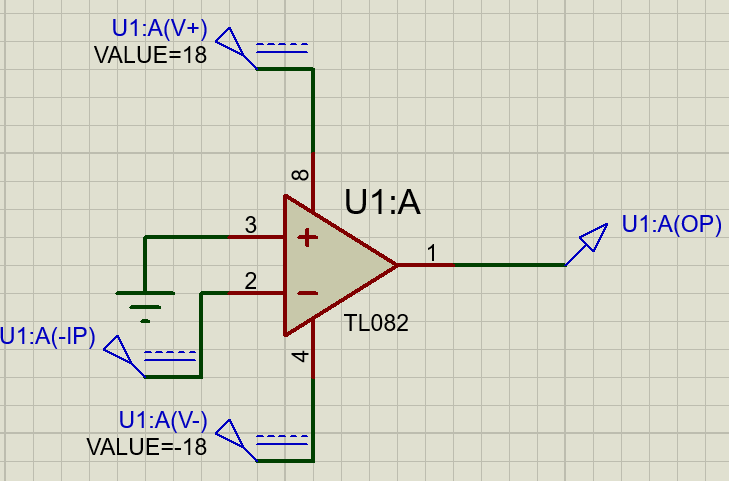 U1:A(V+)
VALUE=18
8
U1:A
3
U1:A(OP)
1
2
TL082
U1:A(-IP)
4
U1:A(V-)
VALUE=-18